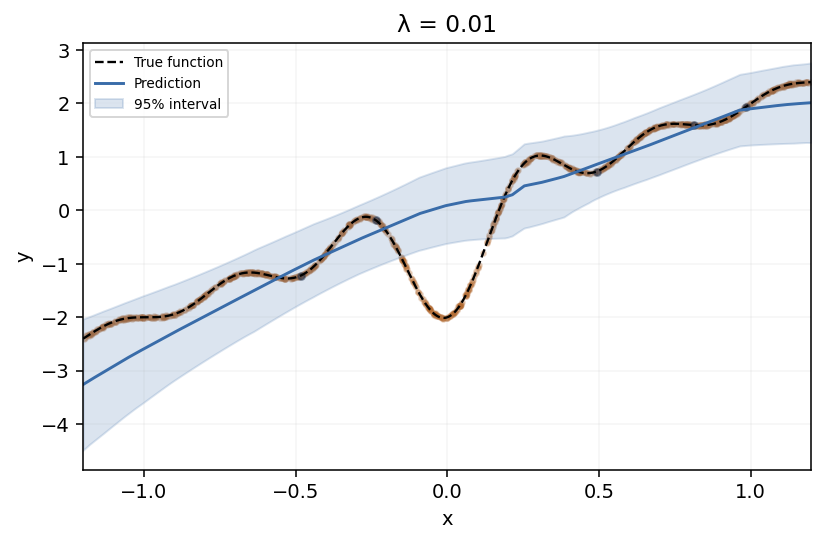 λ = 0.01
3
2
1
0
−1
−2
−3
−4
y
True function
Prediction
95% interval
−1.0
−0.5
0.0
0.5
1.0
x